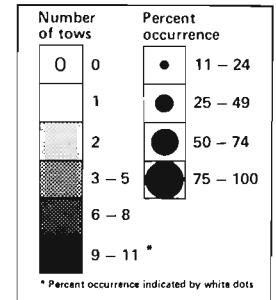 Number of tows
Percent occurrence
0 0
1
2
3 – 5
6 – 8
9 – 11 *
11 – 24
25 – 49
50 – 74
75 – 100
* Percent occurrence indicated by white dots